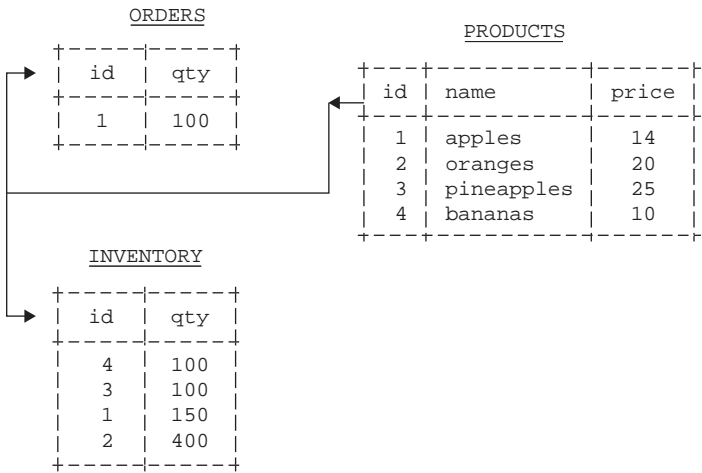 ORDERS
id qty
1 100
PRODUCTS
id name price
1 apples 14
2 oranges 20
3 pineapples 25
4 bananas 10
INVENTORY
id qty
4 100
3 100
1 150
2 400